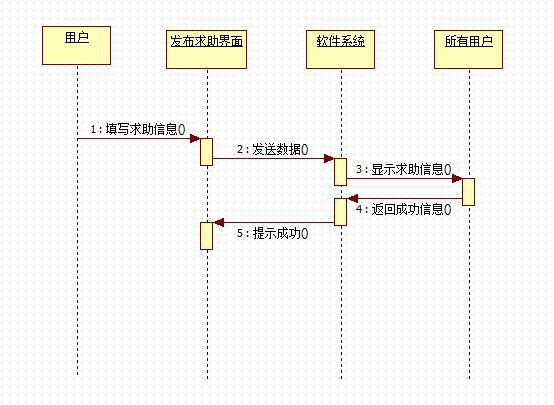 用户
发布求助界面
软件系统
所有用户
1 : 填写求助信息()
2 : 发送数据()
3 : 显示求助信息()
4 : 返回成功信息()
5 : 提示成功()